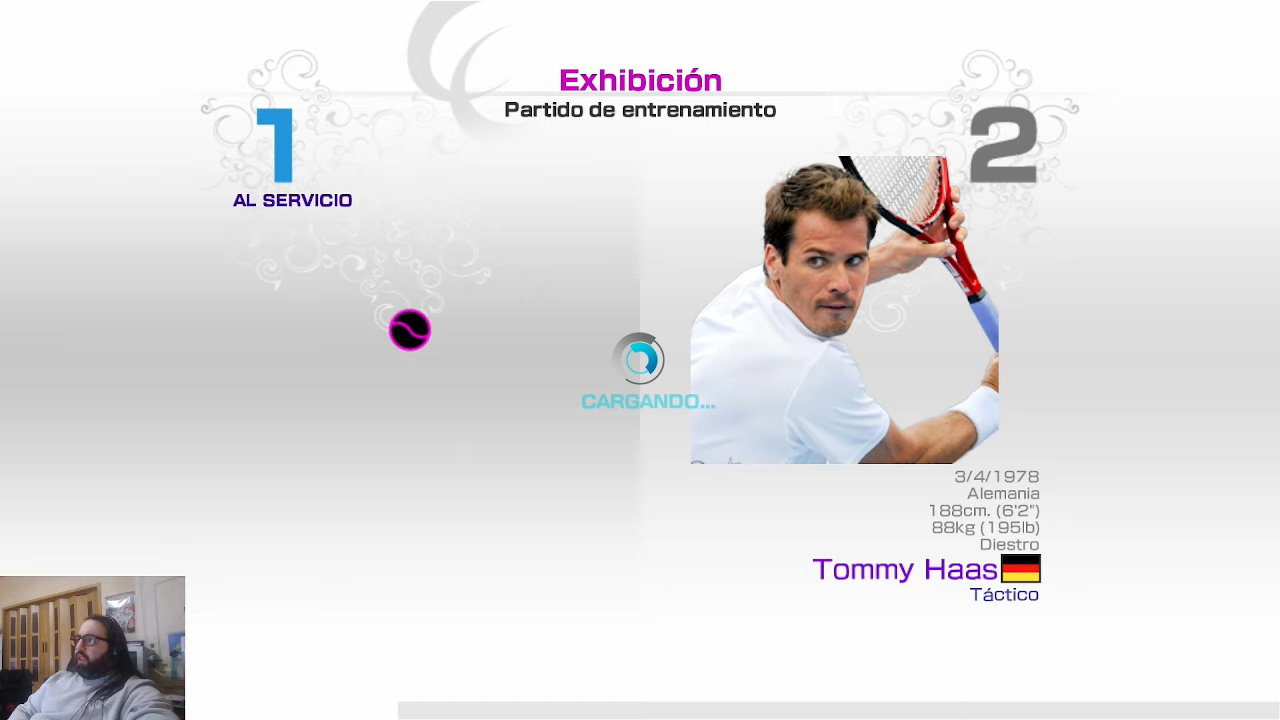 Exhibición
Partido de entrenamiento
1
AL SERVICIO
2
CARGANDO...
3/4/1978
Alemania
188cm. (6'2")
88kg (195lb)
Diestro
Tommy Haas
Táctico